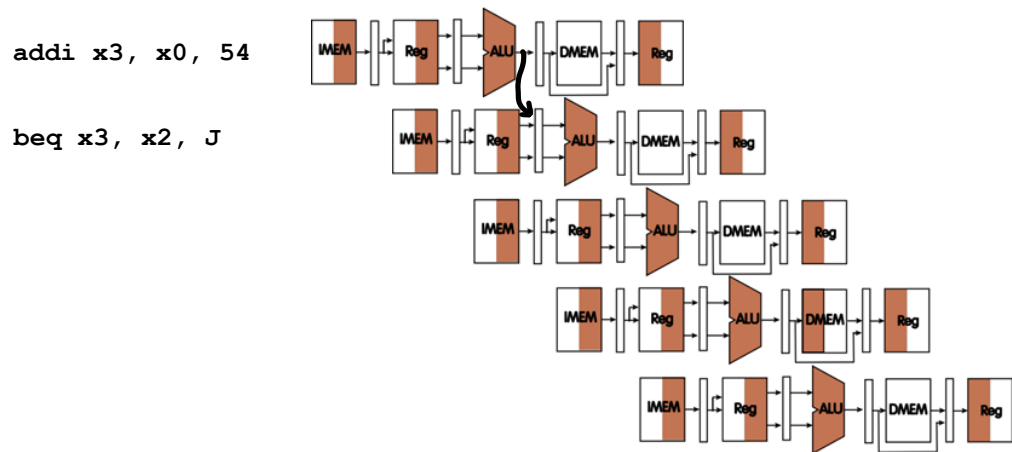 addi x3, x0, 54
IMEM Reg ALU DMEM Reg
beq x3, x2, J
IMEM Reg ALU DMEM Reg
IMEM Reg ALU DMEM Reg
IMEM Reg ALU DMEM Reg
IMEM Reg ALU DMEM Reg